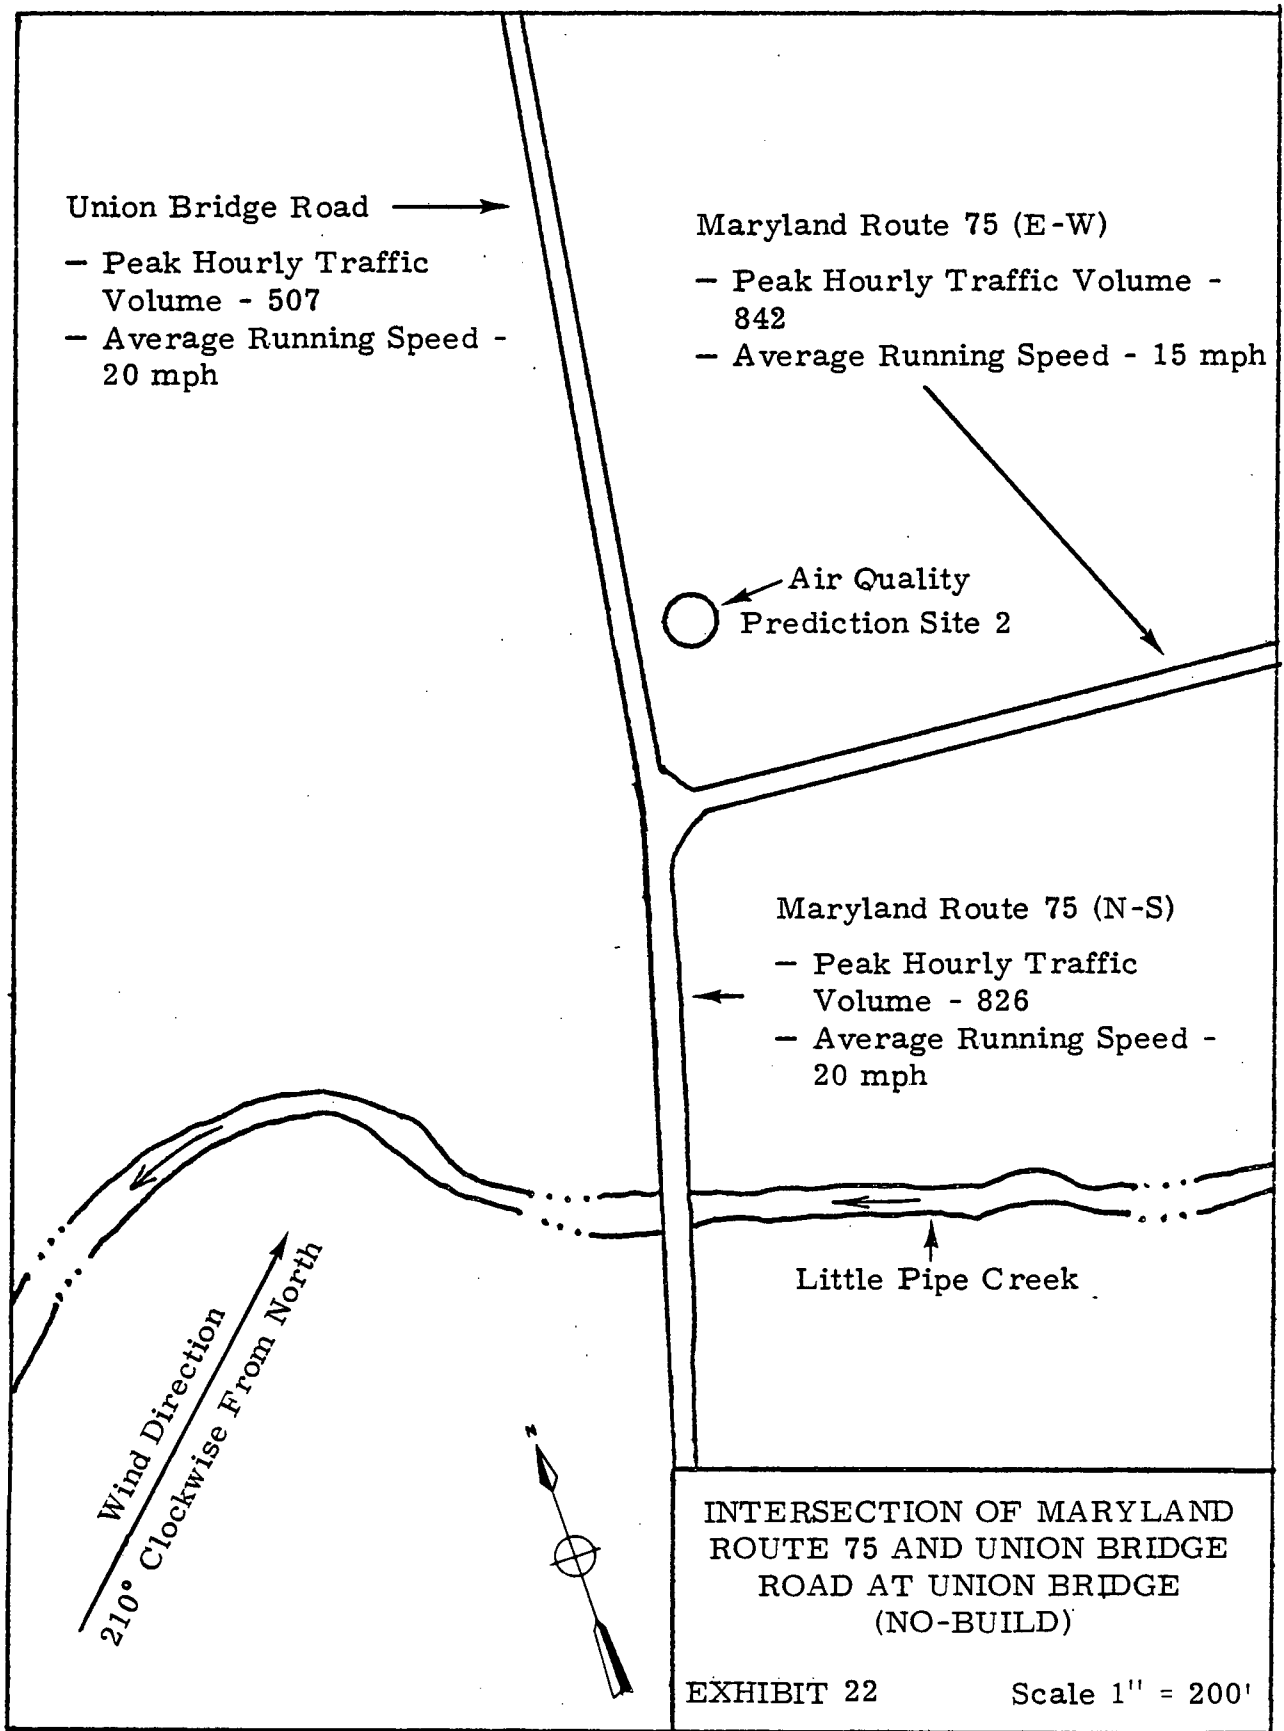 Union Bridge Road
— Peak Hourly Traffic
Volume - 507
— Average Running Speed -
20 mph
Maryland Route 75 (E-W)
— Peak Hourly Traffic Volume -
842
— Average Running Speed - 15 mph
Air Quality
Prediction Site 2
Maryland Route 75 (N-S)
— Peak Hourly Traffic
Volume - 826
— Average Running Speed -
20 mph
Little Pipe Creek
Wind Direction
210° Clockwise From North
N
INTERSECTION OF MARYLAND
ROUTE 75 AND UNION BRIDGE
ROAD AT UNION BRIDGE
(NO-BUILD)
EXHIBIT 22
Scale 1" = 200'